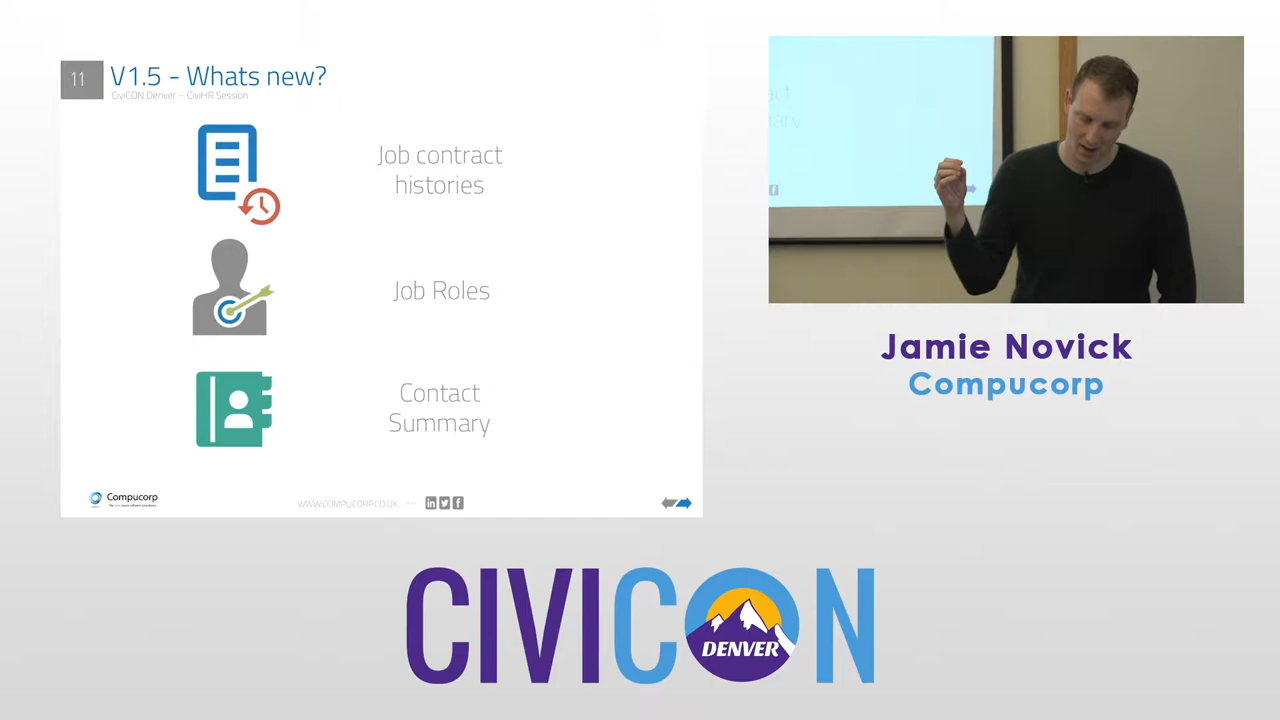 11
V1.5 - Whats new?
CiviCON Denver – CiviHR Session
Job contract
histories
Job Roles
Contact
Summary
Compucorp
WWW.COMPUCORP.CO.UK
Jamie Novick
Compucorp
CIVICON
DENVER